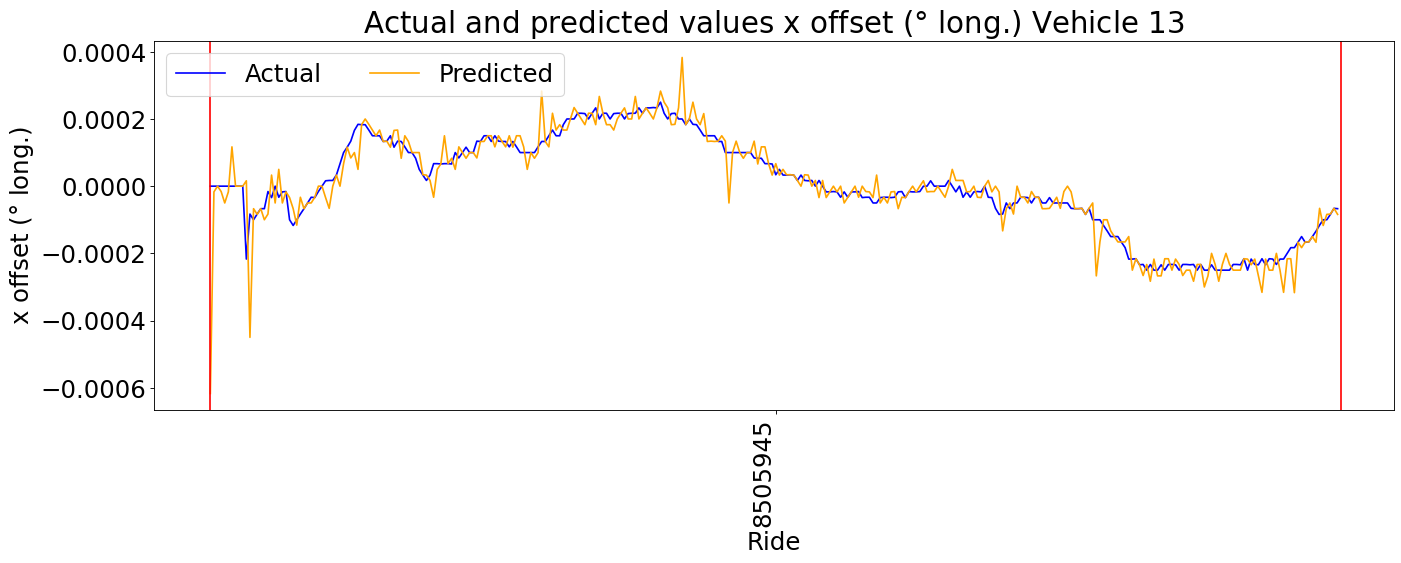 Actual and predicted values x offset (° long.) Vehicle 13
Actual Predicted
x offset (° long.)
0.0004
0.0002
0.0000
−0.0002
−0.0004
−0.0006
8505945
Ride